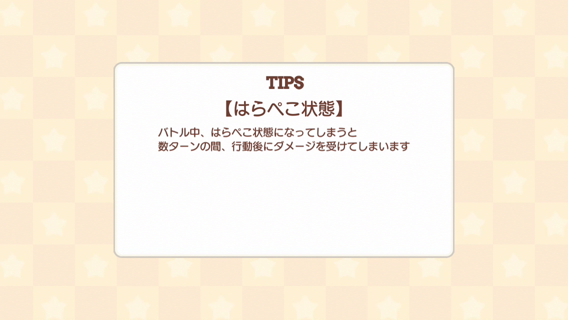 TIPS
【はらぺこ状態】
バトル中、はらぺこ状態になってしまうと
数ターンの間、行動後にダメージを受けてしまいます